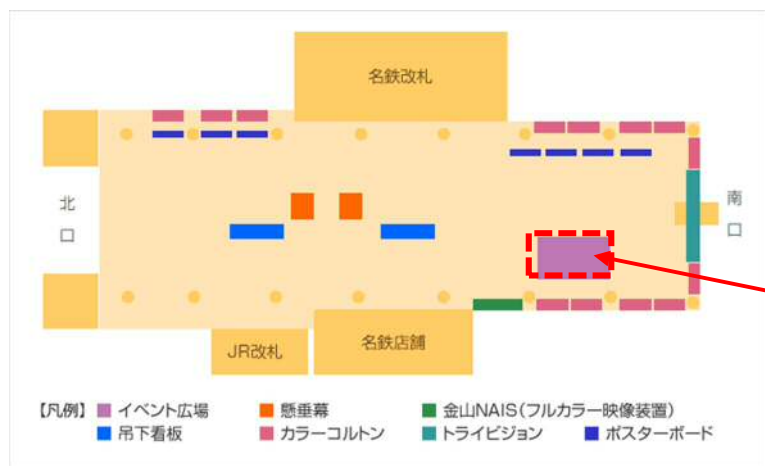 名鉄改札
北口
南口
JR改札
名鉄店舗
【凡例】 イベント広場 懸垂幕 金山NAIS(フルカラー映像装置)
吊下看板 カラーコルトン トライビジョン ポスターボード